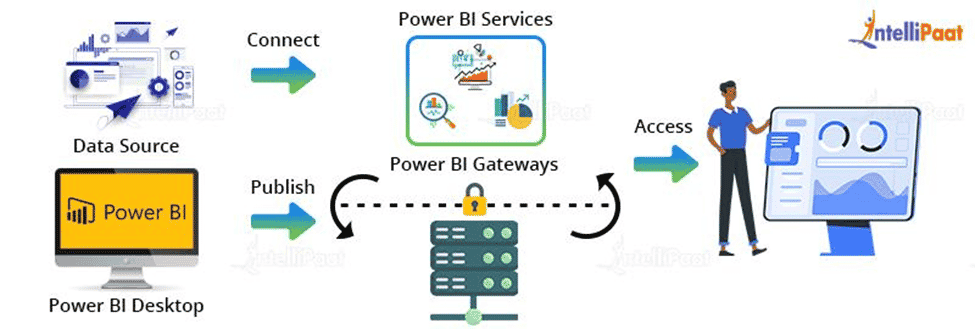 Power BI Services
INTELLIPAAT
Connect
Data Source
Power BI Gateways
Access
Publish
Power BI
Power BI Desktop